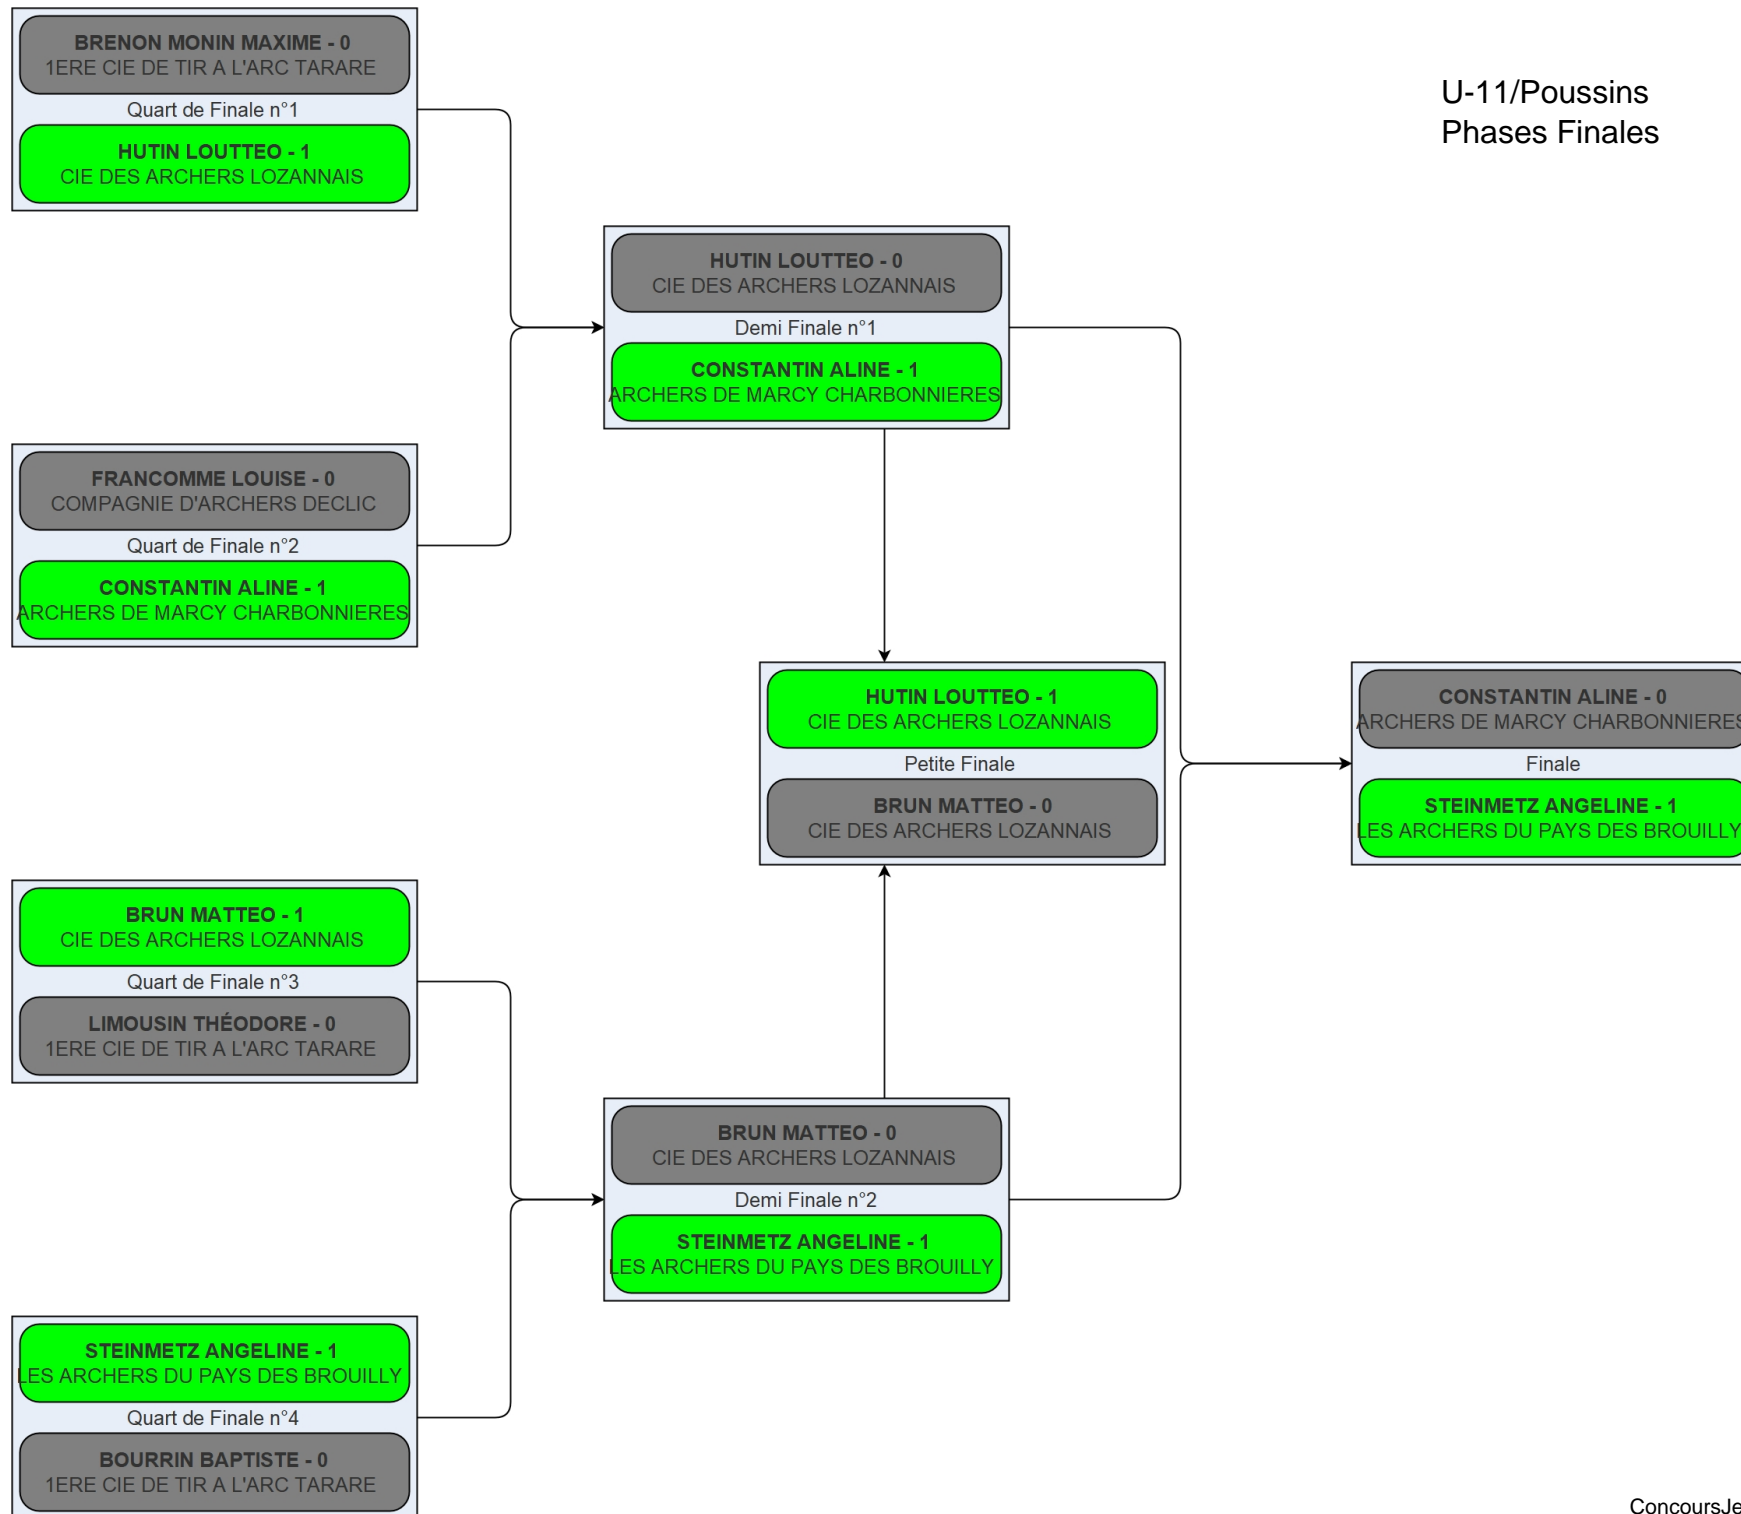 BRENON MONIN MAXIME - 0
1ERE CIE DE TIR A L'ARC TARARE
Quart de Finale n°1
HUTIN LOUTTEO - 1
CIE DES ARCHERS LOZANNAIS
U-11/Poussins
Phases Finales
HUTIN LOUTTEO - 0
CIE DES ARCHERS LOZANNAIS
Demi Finale n°1
CONSTANTIN ALINE - 1
ARCHERS DE MARCY CHARBONNIERES
FRANCOMME LOUISE - 0
COMPAGNIE D'ARCHERS DECLIC
Quart de Finale n°2
CONSTANTIN ALINE - 1
ARCHERS DE MARCY CHARBONNIERES
HUTIN LOUTTEO - 1
CIE DES ARCHERS LOZANNAIS
Petite Finale
BRUN MATTEO - 0
CIE DES ARCHERS LOZANNAIS
CONSTANTIN ALINE - 0
ARCHERS DE MARCY CHARBONNIERES
Finale
STEINMETZ ANGELINE - 1
LES ARCHERS DU PAYS DES BROUILLY
BRUN MATTEO - 1
CIE DES ARCHERS LOZANNAIS
Quart de Finale n°3
LIMOUSIN THÉODORE - 0
1ERE CIE DE TIR A L'ARC TARARE
BRUN MATTEO - 0
CIE DES ARCHERS LOZANNAIS
Demi Finale n°2
STEINMETZ ANGELINE - 1
LES ARCHERS DU PAYS DES BROUILLY
STEINMETZ ANGELINE - 1
LES ARCHERS DU PAYS DES BROUILLY
Quart de Finale n°4
BOURRIN BAPTISTE - 0
1ERE CIE DE TIR A L'ARC TARARE
ConcoursJe